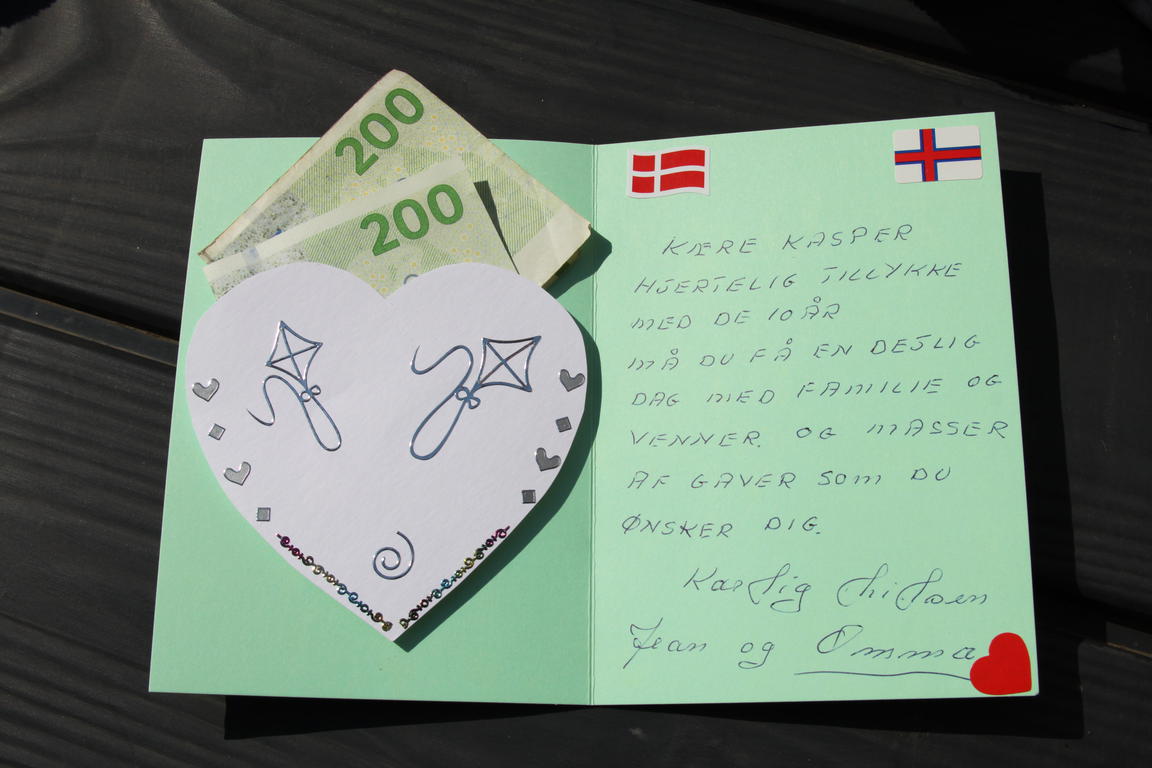 200
200
KÆRE KASPER
HJERTELIG TILLYKKE
MED DE 10 ÅR
MÅ DU FÅ EN DEJLIG
DAG MED FAMILIE OG
VENNER. OG MASSER
AF GAVER SOM DU
ØNSKER DIG.
Kærlig hilsen
Jean og Omma